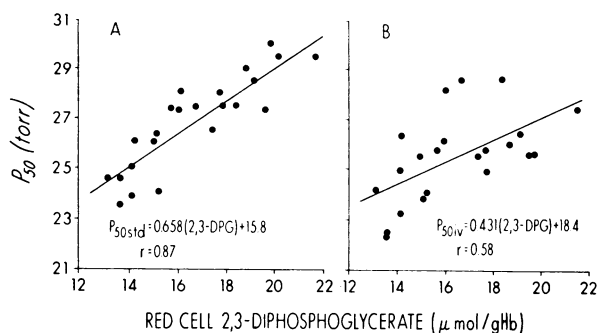 A
B
P50 (torr)
31
29
27
25
23
21
P50std=0.658(2,3-DPG)+15.8
r=0.87
P50iv=0.431(2,3-DPG)+18.4
r=0.58
12 14 16 18 20 22
12 14 16 18 20 22
RED CELL 2,3-DIPHOSPHOGLYCERATE (μmol/gHb)